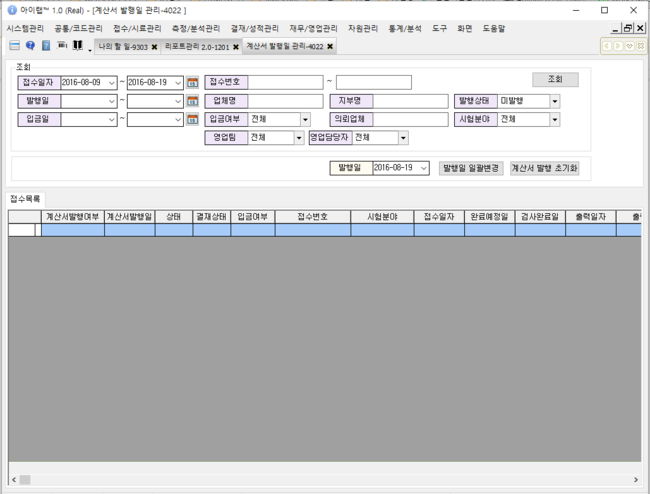 아이랩™ 1.0 (Real) - [계산서 발행일 관리-4022 ]
시스템관리 공통/코드관리 접수/시료관리 측정/분석관리 결재/성적관리 재무/영업관리 자원관리 통계/분석 도구 화면 도움말
나의 할 일-9303 리포트관리 2.0-1201 계산서 발행일 관리-4022
조회
접수일자 2016-08-09 ~ 2016-08-19 접수번호 ~ 조회
발행일 ~ 업체명 지부명 발행상태 미발행
입금일 ~ 입금여부 전체 의뢰업체 시험분야 전체
영업팀 전체 영업담당자 전체
발행일 2016-08-19 발행일 일괄변경 계산서 발행 초기화
접수목록
계산서발행여부 계산서발행일 상태 결재상태 입금여부 접수번호 시험분야 접수일자 완료예정일 검사완료일 출력일자